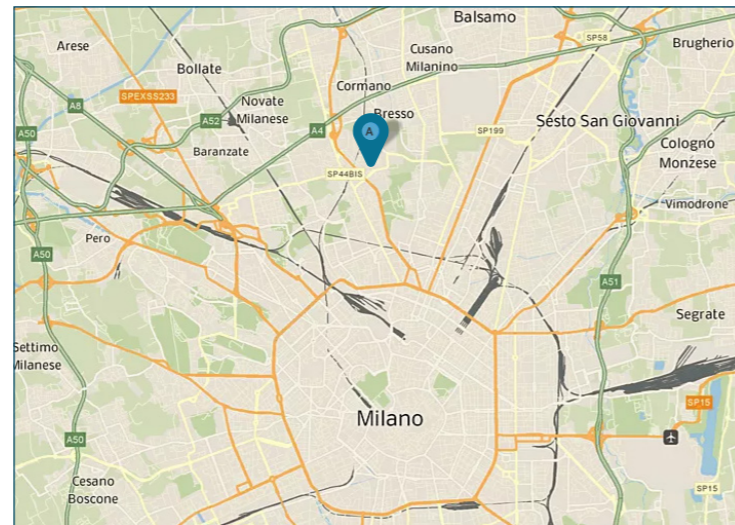 Balsamo
SP58
Brugherio
Arese
Cusano
Milanino
Bollate
A8
SPEXSS233
Cormano
Novate
Milanese
A52
Bresso
A50
A4
A
SP199
Sesto San Giovanni
Baranzate
Cologno
Monzese
SP44BIS
Vimodrone
Pero
A50
A51
Segrate
Settimo
Milanese
SP15
Milano
A50
Cesano
Boscone
SP15